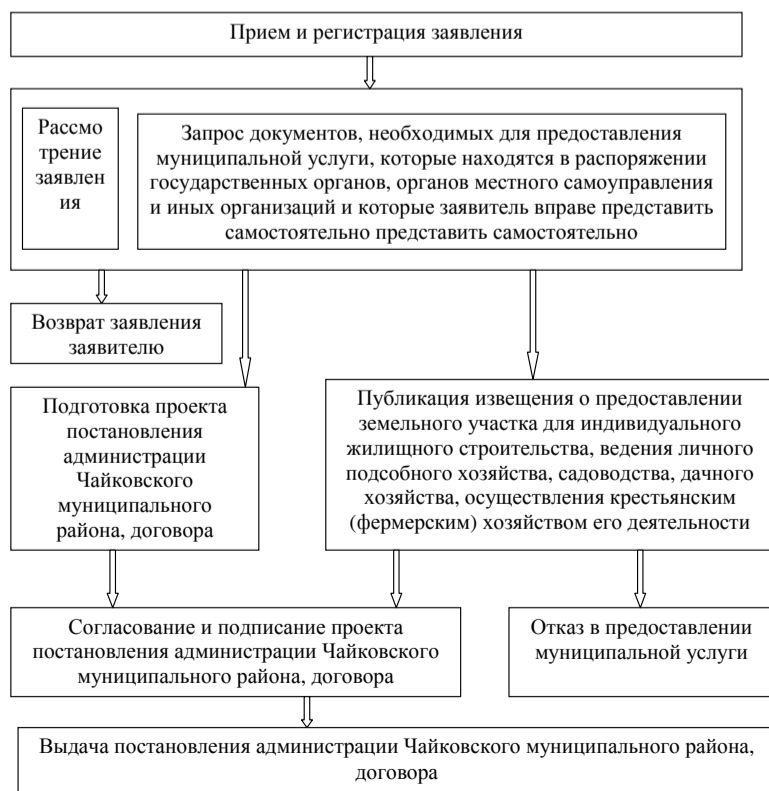 Прием и регистрация заявления
Рассмо
трение
заявлен
ия
Запрос документов, необходимых для предоставления
муниципальной услуги, которые находятся в распоряжении
государственных органов, органов местного самоуправления
и иных организаций и которые заявитель вправе представить
самостоятельно представить самостоятельно
Возврат заявления
заявителю
Подготовка проекта
постановления
администрации
Чайковского
муниципального
района, договора
Публикация извещения о предоставлении
земельного участка для индивидуального
жилищного строительства, ведения личного
подсобного хозяйства, садоводства, дачного
хозяйства, осуществления крестьянским
(фермерским) хозяйством его деятельности
Согласование и подписание проекта
постановления администрации Чайковского
муниципального района, договора
Отказ в предоставлении
муниципальной услуги
Выдача постановления администрации Чайковского муниципального района,
договора